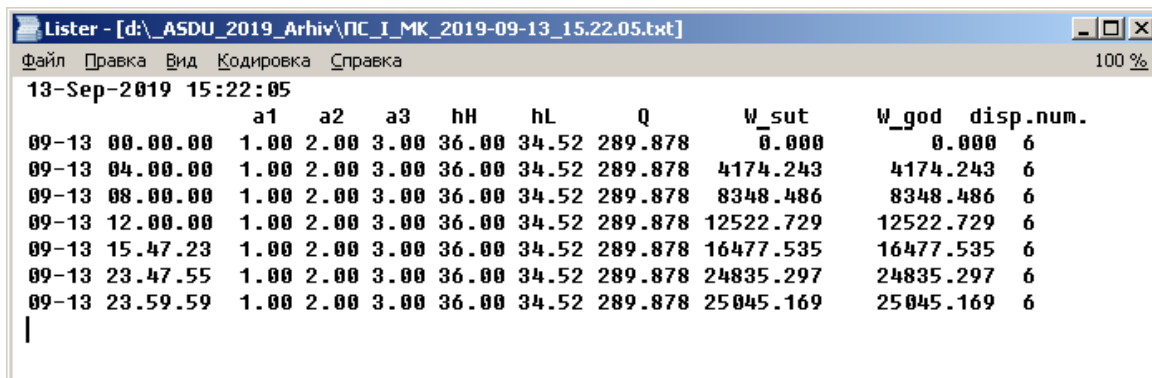 Lister - [d:\_ASDU_2019_Arhiv\ПС_I_МК_2019-09-13_15.22.05.txt]
Файл Правка Вид Кодировка Справка 100 %
13-Sep-2019 15:22:05
a1 a2 a3 hH hL Q W_sut W_god disp.num.
09-13 00.00.00 1.00 2.00 3.00 36.00 34.52 289.878 0.000 0.000 6
09-13 04.00.00 1.00 2.00 3.00 36.00 34.52 289.878 4174.243 4174.243 6
09-13 08.00.00 1.00 2.00 3.00 36.00 34.52 289.878 8348.486 8348.486 6
09-13 12.00.00 1.00 2.00 3.00 36.00 34.52 289.878 12522.729 12522.729 6
09-13 15.47.23 1.00 2.00 3.00 36.00 34.52 289.878 16477.535 16477.535 6
09-13 23.47.55 1.00 2.00 3.00 36.00 34.52 289.878 24835.297 24835.297 6
09-13 23.59.59 1.00 2.00 3.00 36.00 34.52 289.878 25045.169 25045.169 6